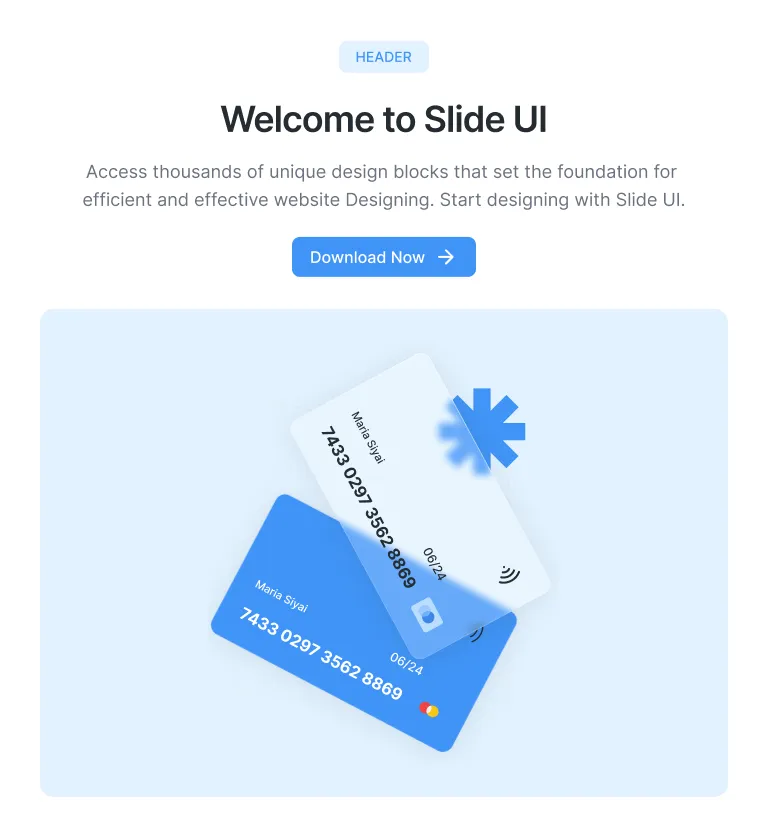 HEADER
Welcome to Slide UI
Access thousands of unique design blocks that set the foundation for
efficient and effective website Designing. Start designing with Slide UI.
Download Now
Maria Siyai
7433 0297 3562 8869
06/24
Maria Siyai
7433 0297 3562 8869
06/24